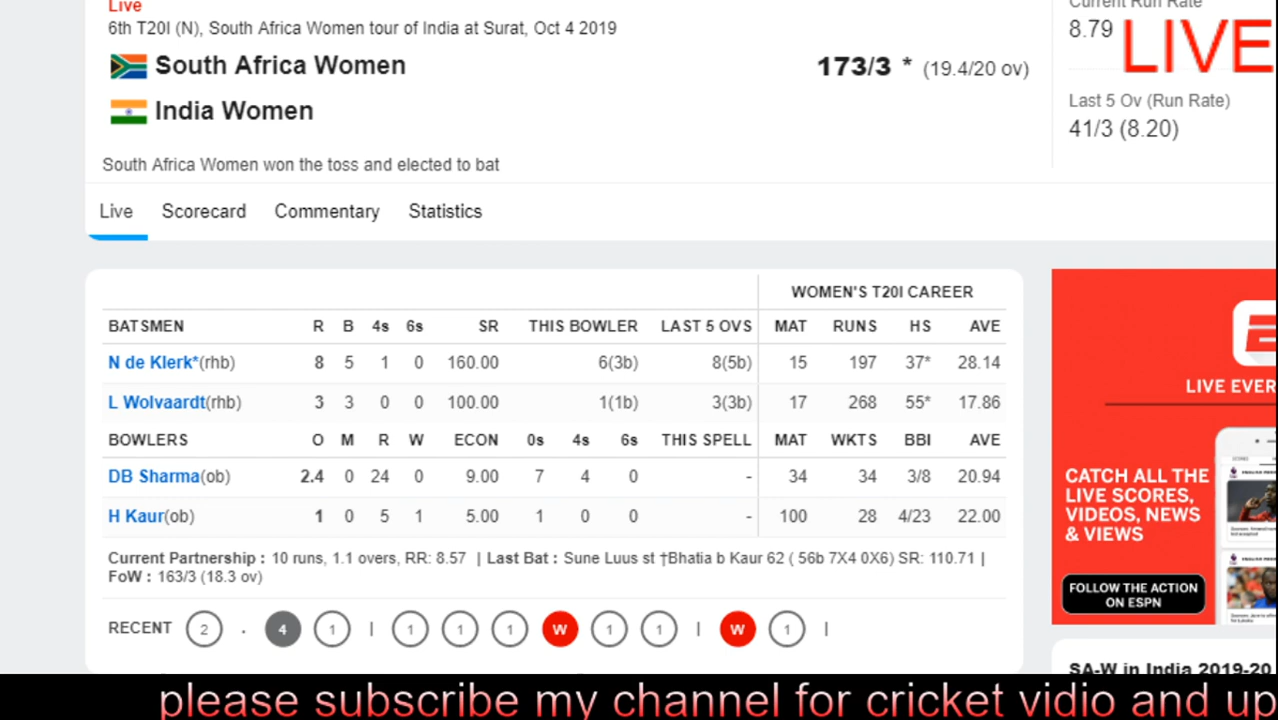 Live
Current Run Rate
6th T20I (N), South Africa Women tour of India at Surat, Oct 4 2019
8.79
LIVE
South Africa Women
173/3 * (19.4/20 ov)
India Women
Last 5 Ov (Run Rate)
41/3 (8.20)
South Africa Women won the toss and elected to bat
Live Scorecard Commentary Statistics
WOMEN'S T20I CAREER
BATSMEN R B 4s 6s SR THIS BOWLER LAST 5 OVS MAT RUNS HS AVE
N de Klerk*(rhb) 8 5 1 0 160.00 6(3b) 8(5b) 15 197 37* 28.14
L Wolvaardt(rhb) 3 3 0 0 100.00 1(1b) 3(3b) 17 268 55* 17.86
BOWLERS O M R W ECON 0s 4s 6s THIS SPELL MAT WKTS BBI AVE
DB Sharma(ob) 2.4 0 24 0 9.00 7 4 0 - 34 34 3/8 20.94
H Kaur(ob) 1 0 5 1 5.00 1 0 0 - 100 28 4/23 22.00
Current Partnership : 10 runs, 1.1 overs, RR: 8.57 | Last Bat : Sune Luus st †Bhatia b Kaur 62 ( 56b 7X4 0X6) SR: 110.71 |
FoW : 163/3 (18.3 ov)
RECENT 2 . 4 1 | 1 1 1 W 1 1 | W 1 |
LIVE EVER
CATCH ALL THE
LIVE SCORES,
VIDEOS, NEWS
& VIEWS
FOLLOW THE ACTION
ON ESPN
SA-W in India 2019-20
please subscribe my channel for cricket vidio and up